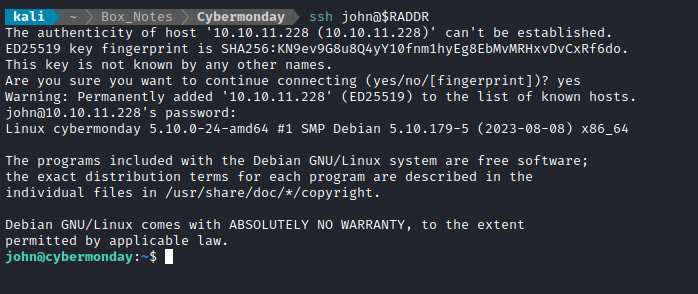 kali ~ Box_Notes Cybermonday ssh john@$RADDR
The authenticity of host '10.10.11.228 (10.10.11.228)' can't be established.
ED25519 key fingerprint is SHA256:KN9ev9G8u8Q4yY10fnm1hyEg8EbMvMRHxvDvCxRf6do.
This key is not known by any other names.
Are you sure you want to continue connecting (yes/no/[fingerprint])? yes
Warning: Permanently added '10.10.11.228' (ED25519) to the list of known hosts.
john@10.10.11.228's password:
Linux cybermonday 5.10.0-24-amd64 #1 SMP Debian 5.10.179-5 (2023-08-08) x86_64
The programs included with the Debian GNU/Linux system are free software;
the exact distribution terms for each program are described in the
individual files in /usr/share/doc/*/copyright.
Debian GNU/Linux comes with ABSOLUTELY NO WARRANTY, to the extent
permitted by applicable law.
john@cybermonday:~$